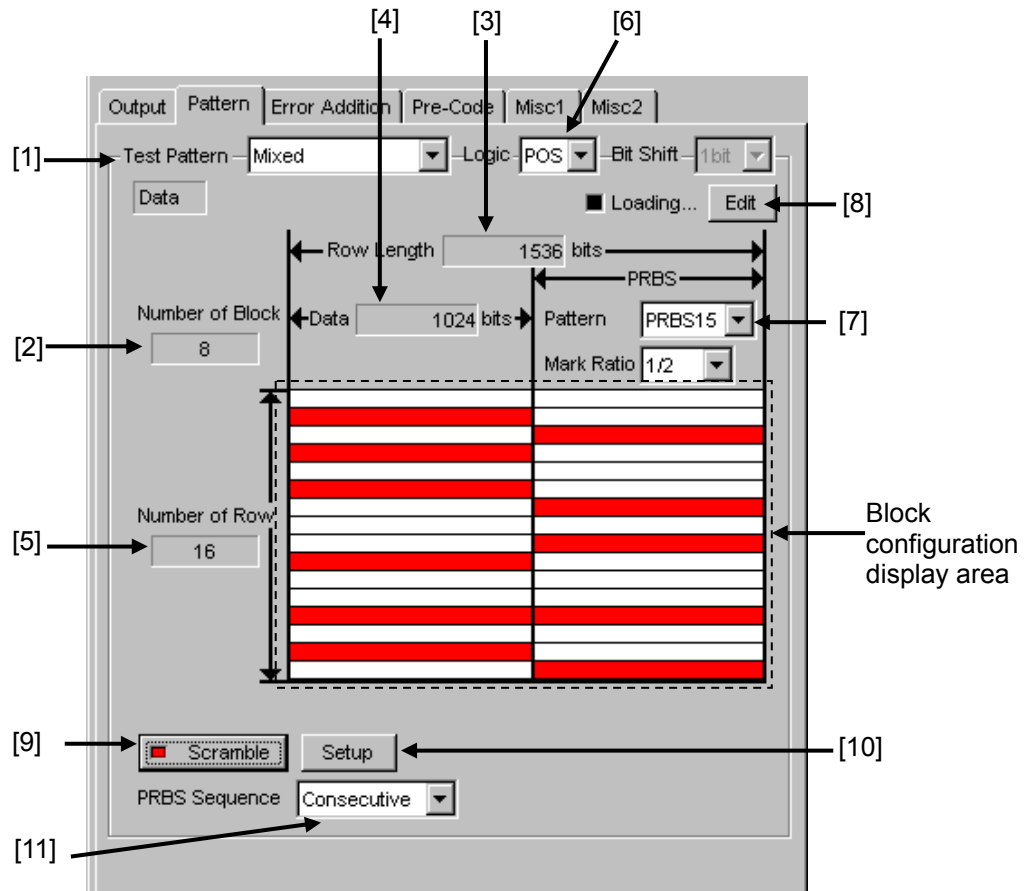 [4] [3] [6]
Output Pattern Error Addition Pre-Code Misc1 Misc2
[1] Test Pattern Mixed Logic POS Bit Shift 1bit
Data Loading... Edit [8]
Row Length 1536 bits
PRBS
Number of Block Data 1024 bits Pattern PRBS15 [7]
[2] 8
Mark Ratio 1/2
Number of Row
[5] 16
Block
configuration
display area
[9] Scramble Setup [10]
PRBS Sequence Consecutive
[11]